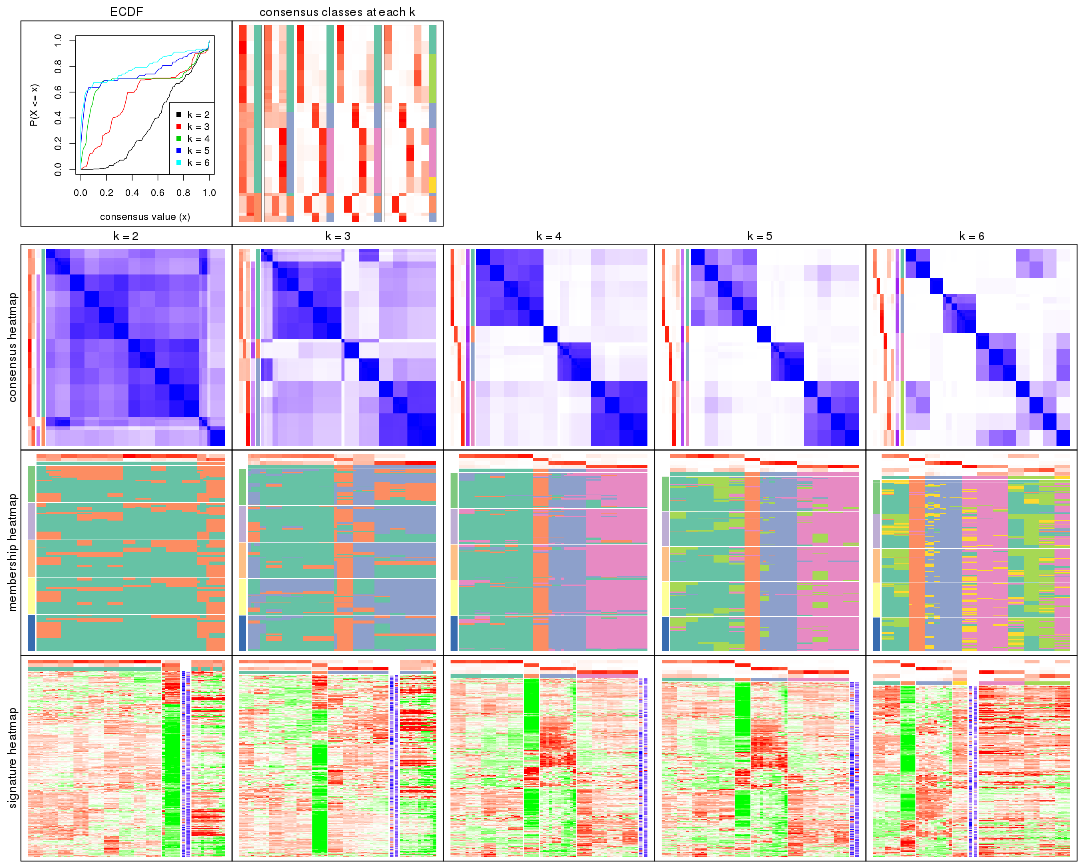 ECDF
consensus classes at each k
P(X <= x)
1.0
0.8
0.6
0.4
0.2
0.0
k = 2
k = 3
k = 4
k = 5
k = 6
0.0 0.2 0.4 0.6 0.8 1.0
consensus value (x)
k = 2
k = 3
k = 4
k = 5
k = 6
consensus heatmap
membership heatmap
signature heatmap